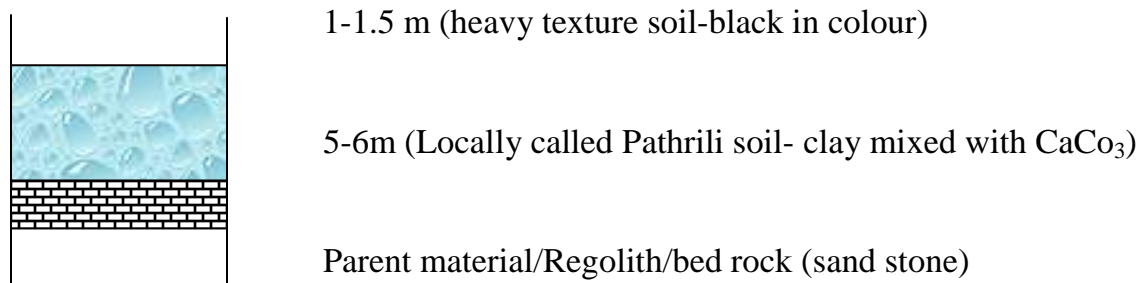 1-1.5 m (heavy texture soil-black in colour)
5-6m (Locally called Pathrili soil- clay mixed with CaCo₃)
Parent material/Regolith/bed rock (sand stone)